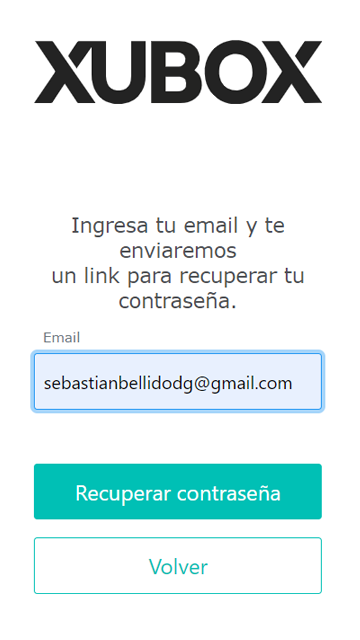 XUBOX
Ingresa tu email y te
enviaremos
un link para recuperar tu
contraseña.
Email
sebastianbellidodg@gmail.com
Recuperar contraseña
Volver